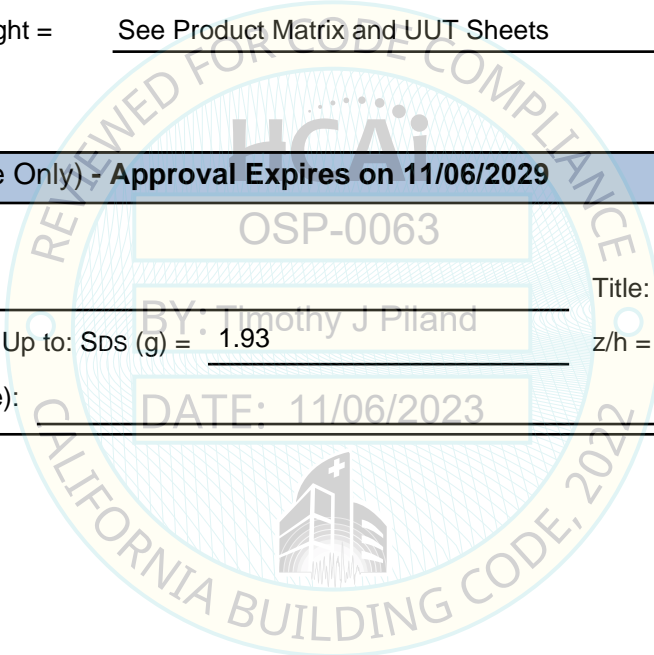 ght = See Product Matrix and UUT Sheets
REVIEWED FOR CODE COMPLIANCE
HCAi
e Only) - Approval Expires on 11/06/2029
OSP-0063
Title:
BY: Timothy J Piland
Up to: SDS (g) = 1.93 z/h =
e):
DATE: 11/06/2023
CALIFORNIA BUILDING CODE, 2022